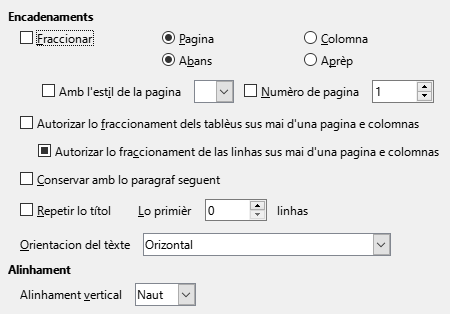 Encadenaments
Fraccionar Pagina Colomna
Abans Aprèp
Amb l'estil de la pagina Numèro de pagina 1
Autorizar lo fraccionament dels tablèus sus mai d'una pagina e colomnas
Autorizar lo fraccionament de las linhas sus mai d'una pagina e colomnas
Conservar amb lo paragraf seguent
Repetir lo títol Lo primièr 0 linhas
Orientacion del tèxte Orizontal
Alinhament
Alinhament vertical Naut